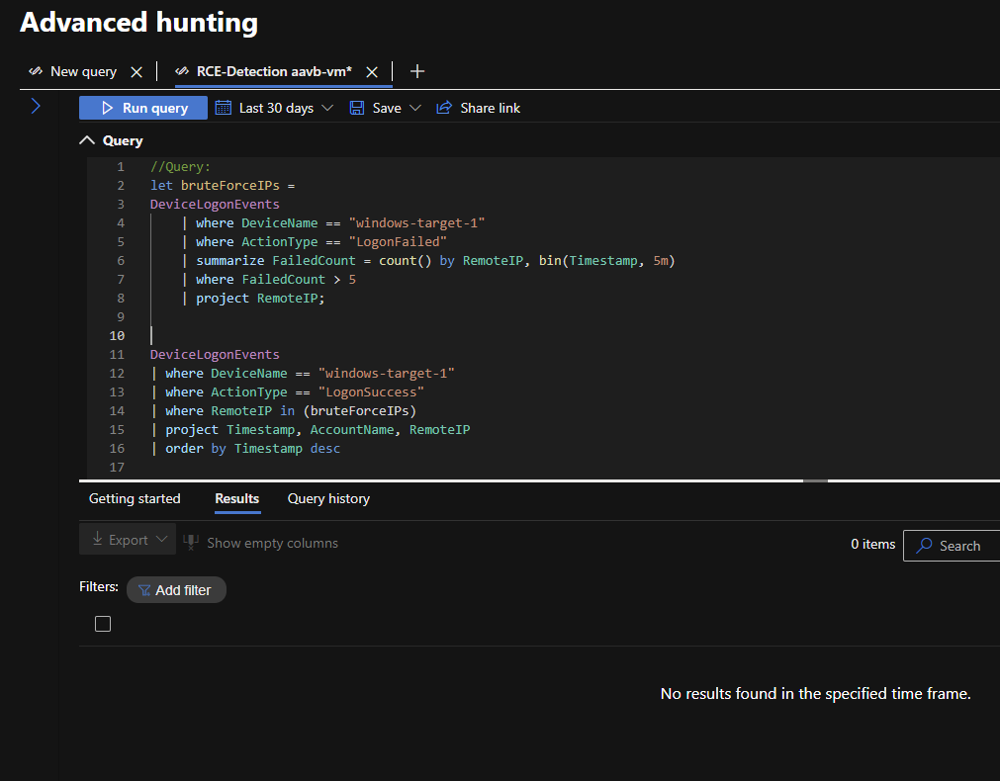 Advanced hunting
New query
RCE-Detection aavb-vm*
Run query
Last 30 days
Save
Share link
Query
1 //Query:
2 let bruteForceIPs =
3 DeviceLogonEvents
4 | where DeviceName == "windows-target-1"
5 | where ActionType == "LogonFailed"
6 | summarize FailedCount = count() by RemoteIP, bin(Timestamp, 5m)
7 | where FailedCount > 5
8 | project RemoteIP;
9
10
11 DeviceLogonEvents
12 | where DeviceName == "windows-target-1"
13 | where ActionType == "LogonSuccess"
14 | where RemoteIP in (bruteForceIPs)
15 | project Timestamp, AccountName, RemoteIP
16 | order by Timestamp desc
17
Getting started Results Query history
Export Show empty columns 0 items Search
Filters: Add filter
No results found in the specified time frame.